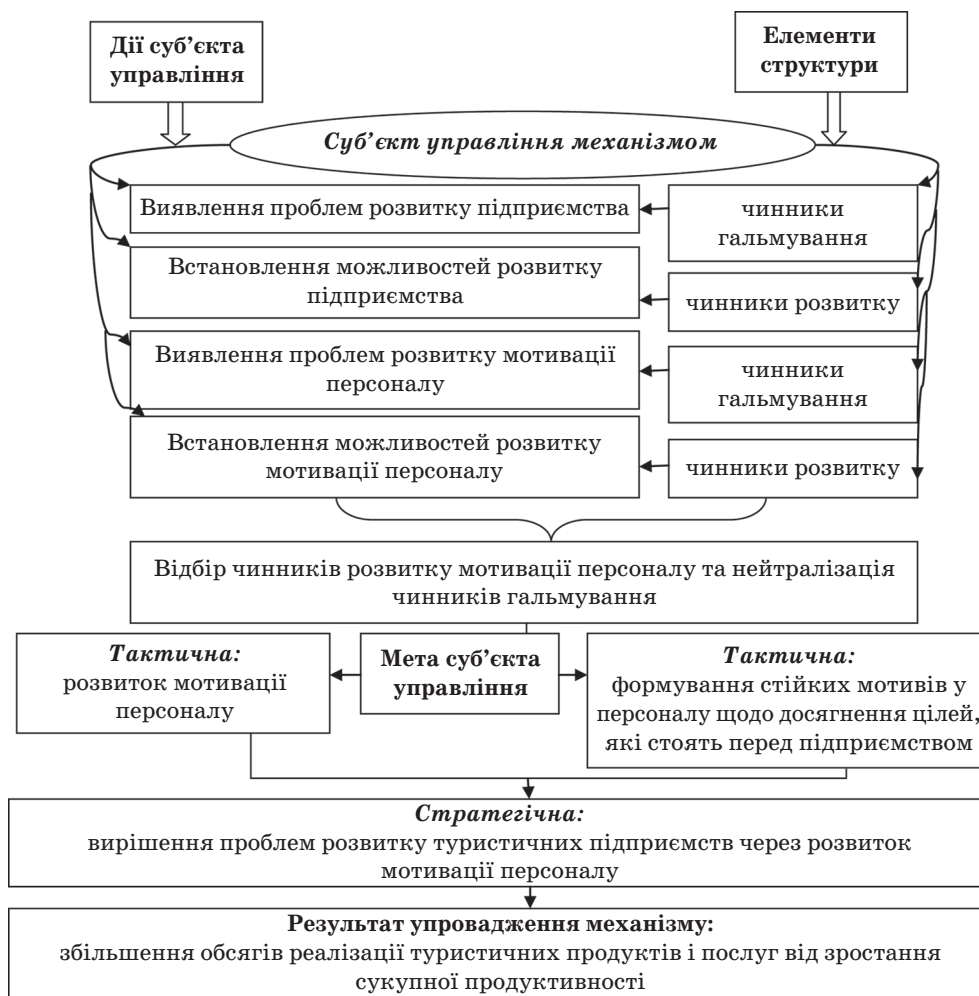 Дії суб’єкта
управління
Елементи
структури
Суб’єкт управління механізмом
Виявлення проблем розвитку підприємства
чинники
гальмування
Встановлення можливостей розвитку
підприємства
чинники розвитку
Виявлення проблем розвитку мотивації
персоналу
чинники
гальмування
Встановлення можливостей розвитку
мотивації персоналу
чинники розвитку
Відбір чинників розвитку мотивації персоналу та нейтралізація
чинників гальмування
Тактична:
розвиток мотивації
персоналу
Мета суб’єкта
управління
Тактична:
формування стійких мотивів у
персоналу щодо досягнення цілей,
які стоять перед підприємством
Стратегічна:
вирішення проблем розвитку туристичних підприємств через розвиток
мотивації персоналу
Результат упровадження механізму:
збільшення обсягів реалізації туристичних продуктів і послуг від зростання
сукупної продуктивності